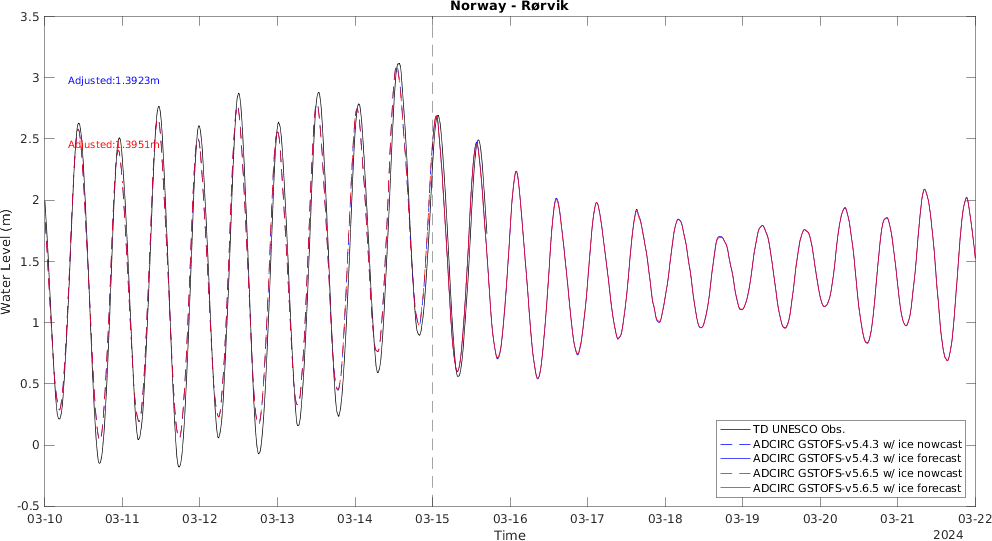 Norway - Rørvik
3.5
3
2.5
2
1.5
1
0.5
0
-0.5
Water Level (m)
Adjusted:1.3923m
Adjusted:1.3951m
TD UNESCO Obs.
ADCIRC GSTOFS-v5.4.3 w/ ice nowcast
ADCIRC GSTOFS-v5.4.3 w/ ice forecast
ADCIRC GSTOFS-v5.6.5 w/ ice nowcast
ADCIRC GSTOFS-v5.6.5 w/ ice forecast
03-10 03-11 03-12 03-13 03-14 03-15 03-16 03-17 03-18 03-19 03-20 03-21 03-22
Time
2024